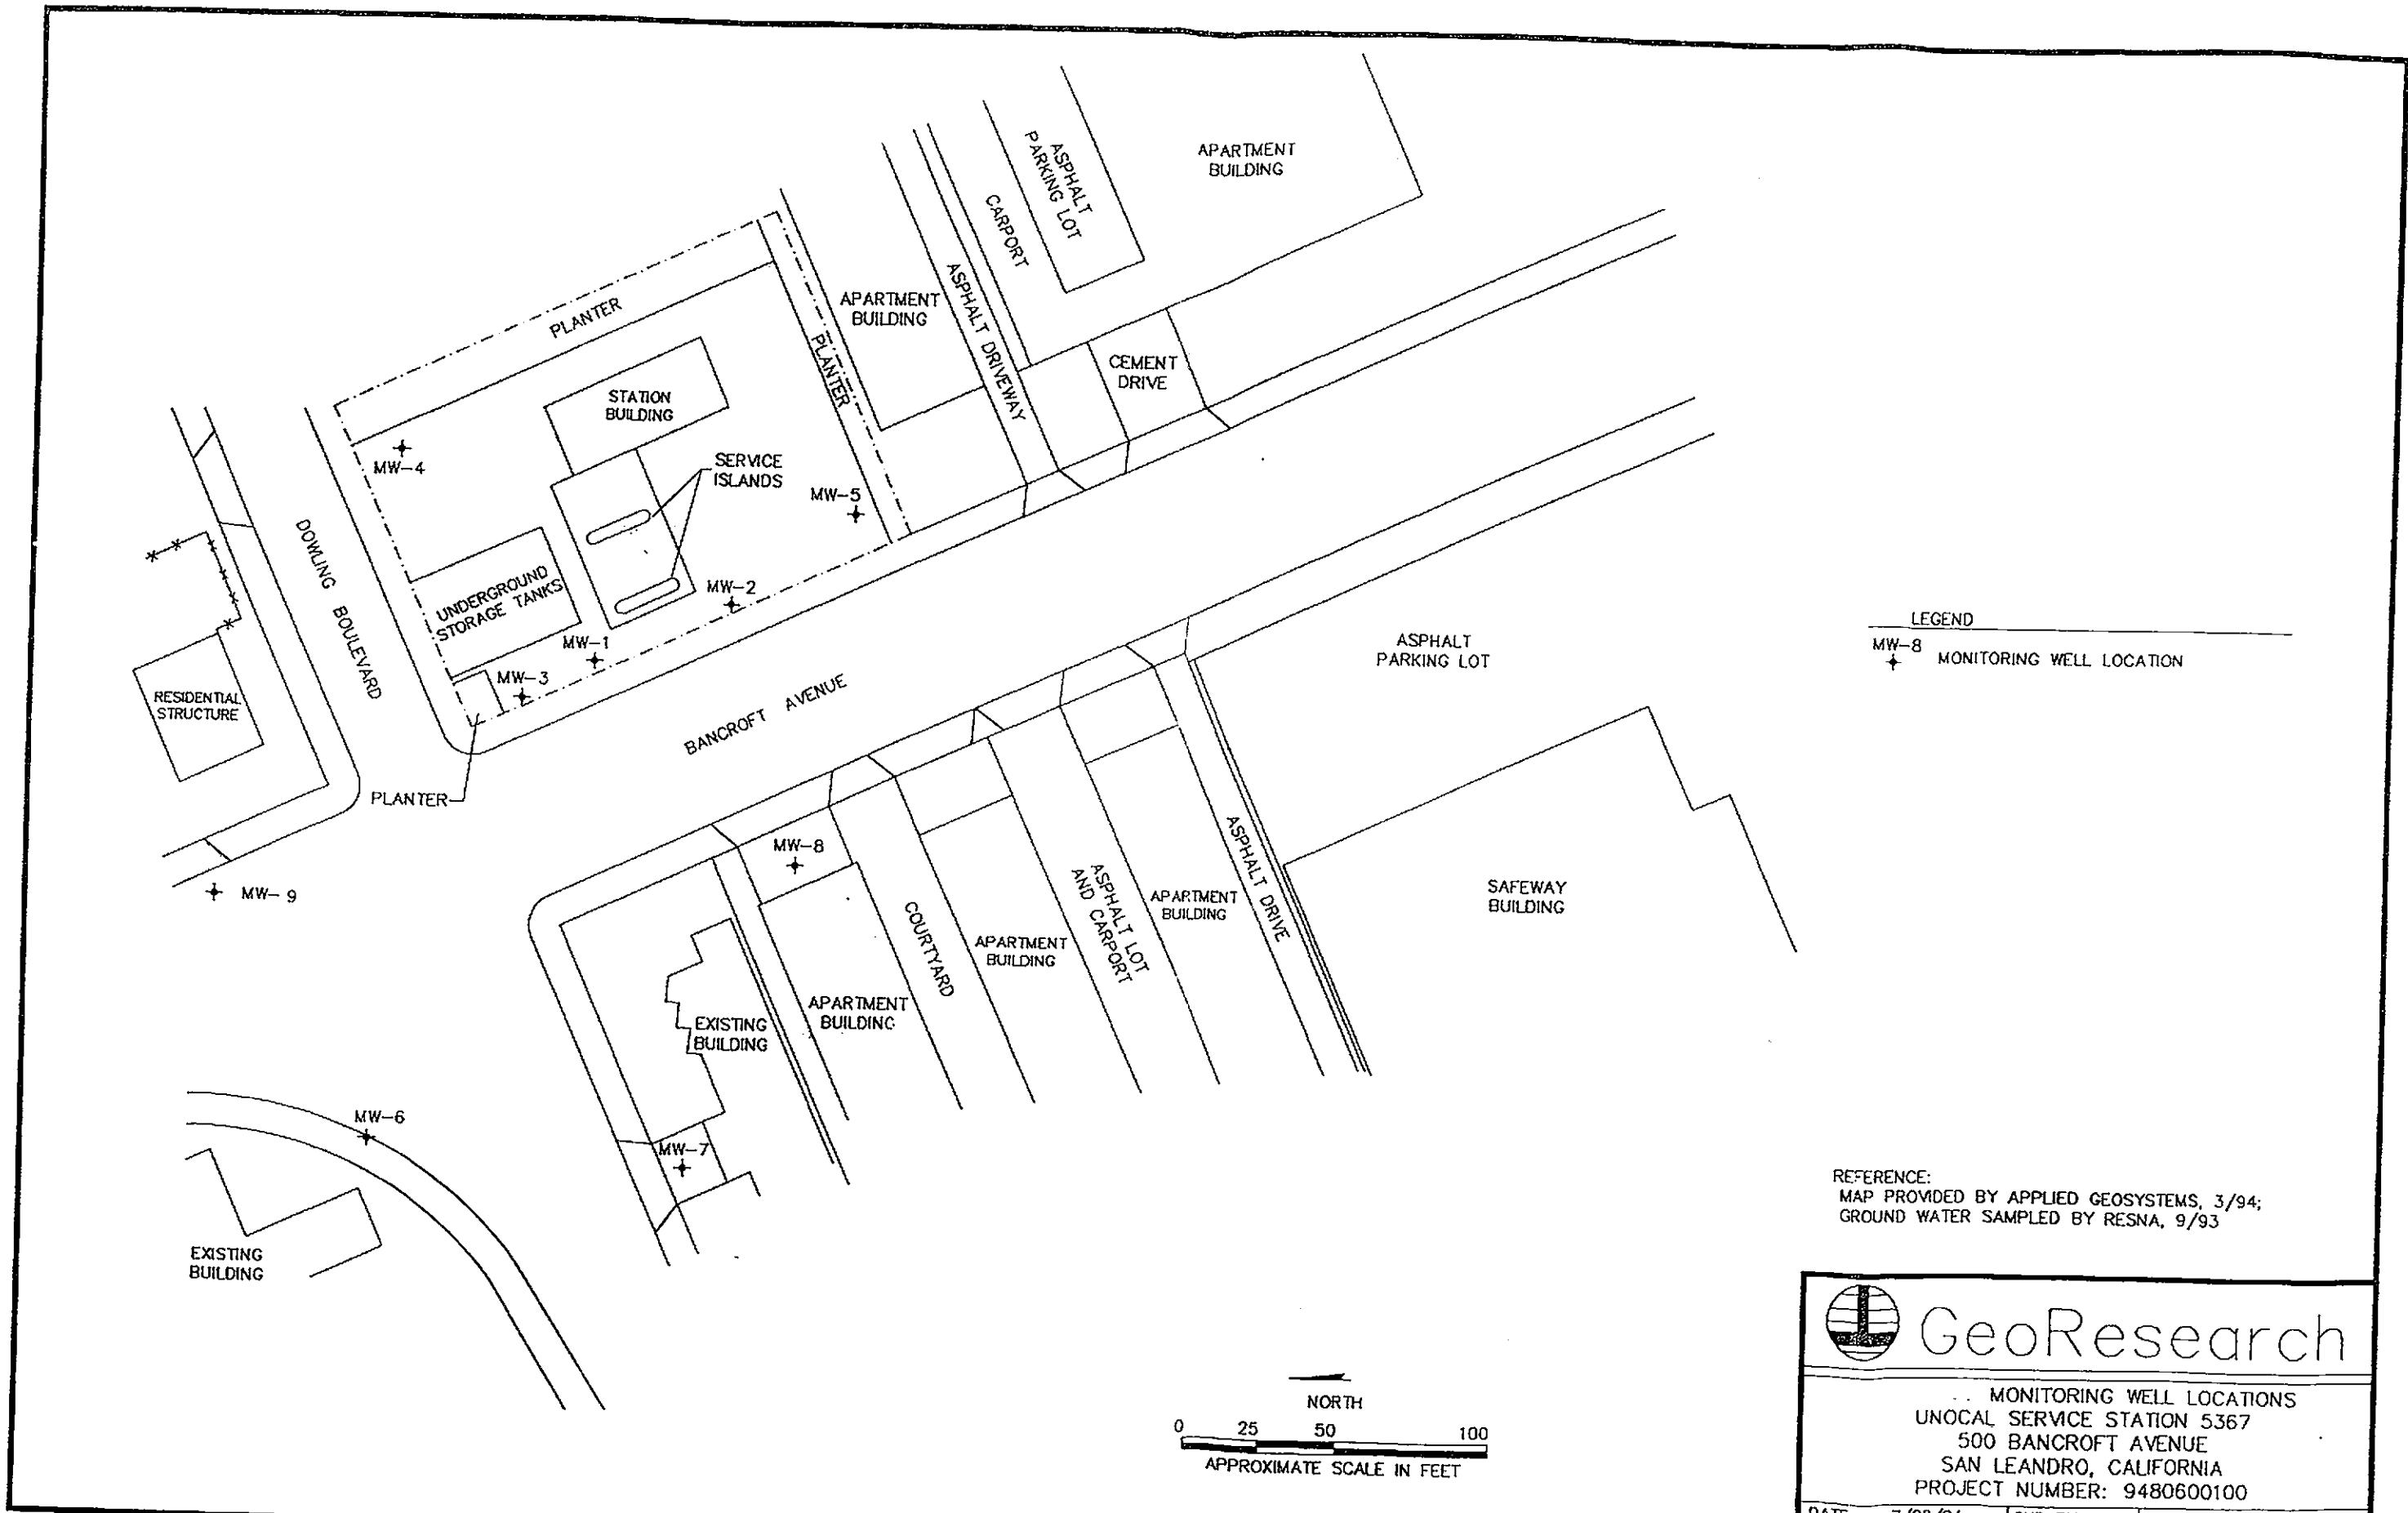 APARTMENT
BUILDING
ASPHALT
PARKING LOT
CARPORT
ASPHALT DRIVEWAY
APARTMENT
BUILDING
PLANTER
PLANTER
CEMENT
DRIVE
STATION
BUILDING
MW-4
SERVICE
ISLANDS
MW-5
DOWLING BOULEVARD
UNDERGROUND
STORAGE TANKS
MW-2
MW-1
MW-3
RESIDENTIAL
STRUCTURE
BANCROFT AVENUE
PLANTER
ASPHALT
PARKING LOT
LEGEND
MW-8
MONITORING WELL LOCATION
MW-8
MW-9
COURTYARD
APARTMENT
BUILDING
ASPHALT LOT
AND CARPORT
APARTMENT
BUILDING
ASPHALT DRIVE
SAFEWAY
BUILDING
EXISTING
BUILDING
APARTMENT
BUILDING
MW-6
MW-7
EXISTING
BUILDING
REFERENCE:
MAP PROVIDED BY APPLIED GEOSYSTEMS, 3/94;
GROUND WATER SAMPLED BY RESNA, 9/93
NORTH
0 25 50 100
APPROXIMATE SCALE IN FEET
GeoResearch
MONITORING WELL LOCATIONS
UNOCAL SERVICE STATION 5367
500 BANCROFT AVENUE
SAN LEANDRO, CALIFORNIA
PROJECT NUMBER: 9480600100